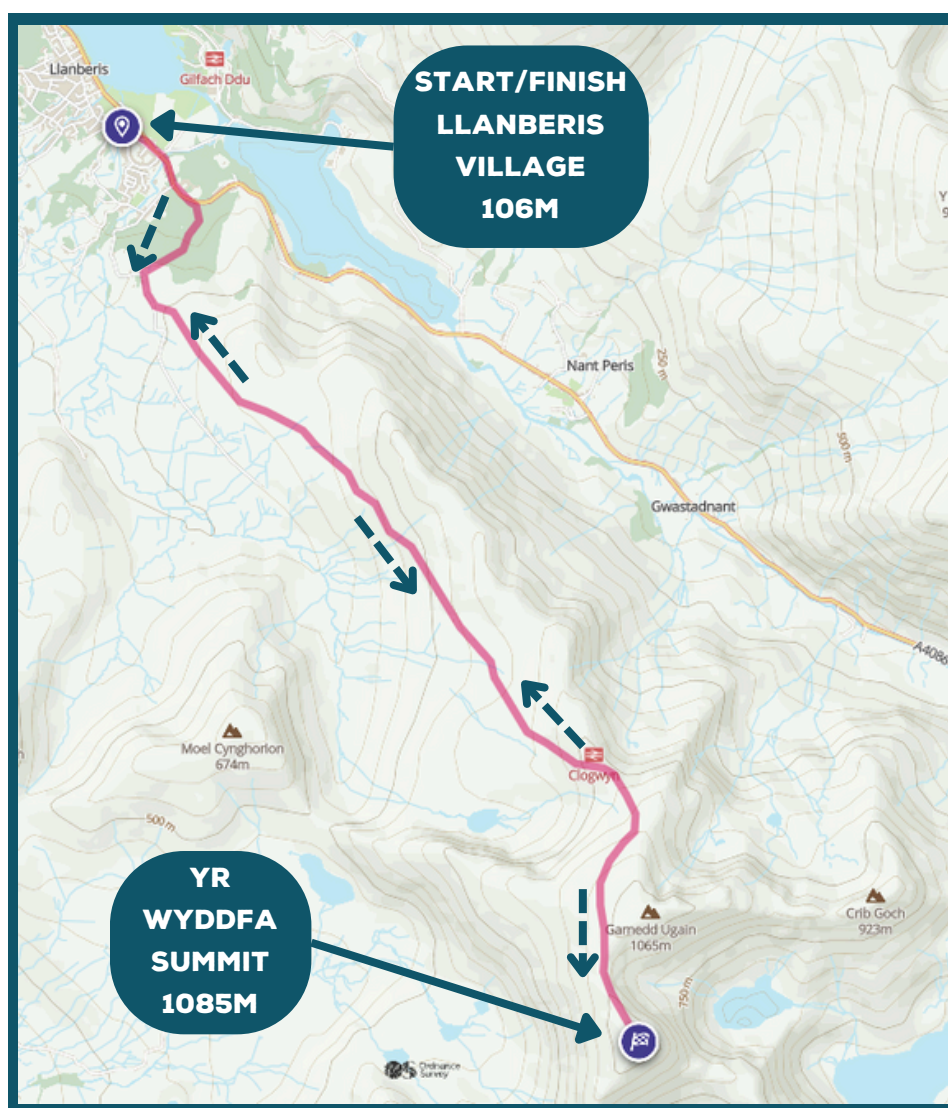 Llanberis
Gilfach Ddu
START/FINISH
LLANBERIS
VILLAGE
106M
Nant Peris
250 m
500 m
Gwastadnant
A4086
Moel Cynghorion
674m
Clogwyn
500 m
YR
WYDDFA
SUMMIT
1085M
Garnedd Ugain
1065m
Crib Goch
923m
750 m
Ordnance
Survey